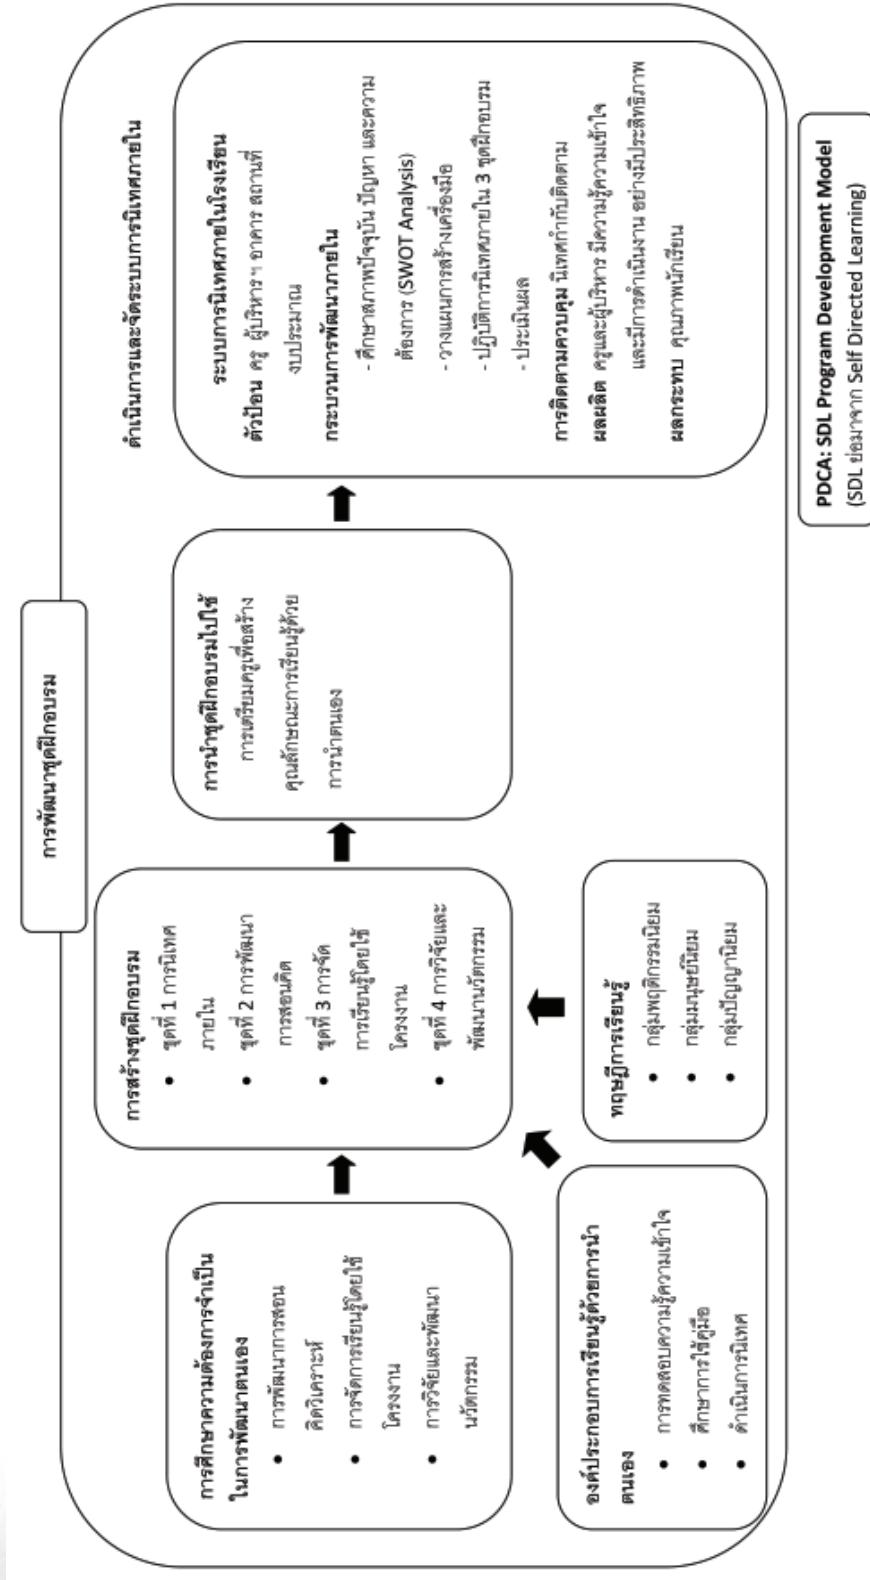 การพัฒนาชุดฝึกอบรม
การศึกษาความต้องการจำเป็น
ในการพัฒนาตนเอง
• การพัฒนาการสอน
คิดวิเคราะห์
• การจัดการเรียนรู้โดยใช้
โครงงาน
• การวิจัยและพัฒนา
นวัตกรรม
การสร้างชุดฝึกอบรม
• ชุดที่ 1 การนิเทศ
ภายใน
• ชุดที่ 2 การพัฒนา
การสอนคิด
• ชุดที่ 3 การจัด
การเรียนรู้โดยใช้
โครงงาน
• ชุดที่ 4 การวิจัยและ
พัฒนานวัตกรรม
การนำชุดฝึกอบรมไปใช้
การเตรียมครูเพื่อสร้าง
คุณลักษณะการเรียนรู้ด้วย
การนำตนเอง
ดำเนินการและจัดระบบการนิเทศภายใน
ระบบการนิเทศภายในโรงเรียน
ตัวป้อน ครู ผู้บริหาร ฯ อาคาร สถานที่
งบประมาณ
กระบวนการพัฒนาภายใน
- ศึกษาสภาพปัจจุบัน ปัญหา และความ
ต้องการ (SWOT Analysis)
- วางแผนการสร้างเครื่องมือ
- ปฏิบัติการนิเทศภายใน 3 ชุดฝึกอบรม
- ประเมินผล
การติดตามควบคุม นิเทศกำกับติดตาม
ผลผลิต ครูและผู้บริหาร มีความรู้ความเข้าใจ
และมีการดำเนินงาน อย่างมีประสิทธิภาพ
ผลกระทบ คุณภาพนักเรียน
องค์ประกอบการเรียนรู้ด้วยการนำ
ตนเอง
• การทดสอบความรู้ความเข้าใจ
• ศึกษาการใช้คู่มือ
• ดำเนินการนิเทศ
ทฤษฎีการเรียนรู้
• กลุ่มพฤติกรรมนิยม
• กลุ่มมนุษย์นิยม
• กลุ่มปัญญานิยม
PDCA: SDL Program Development Model
(SDL ย่อมาจาก Self Directed Learning)